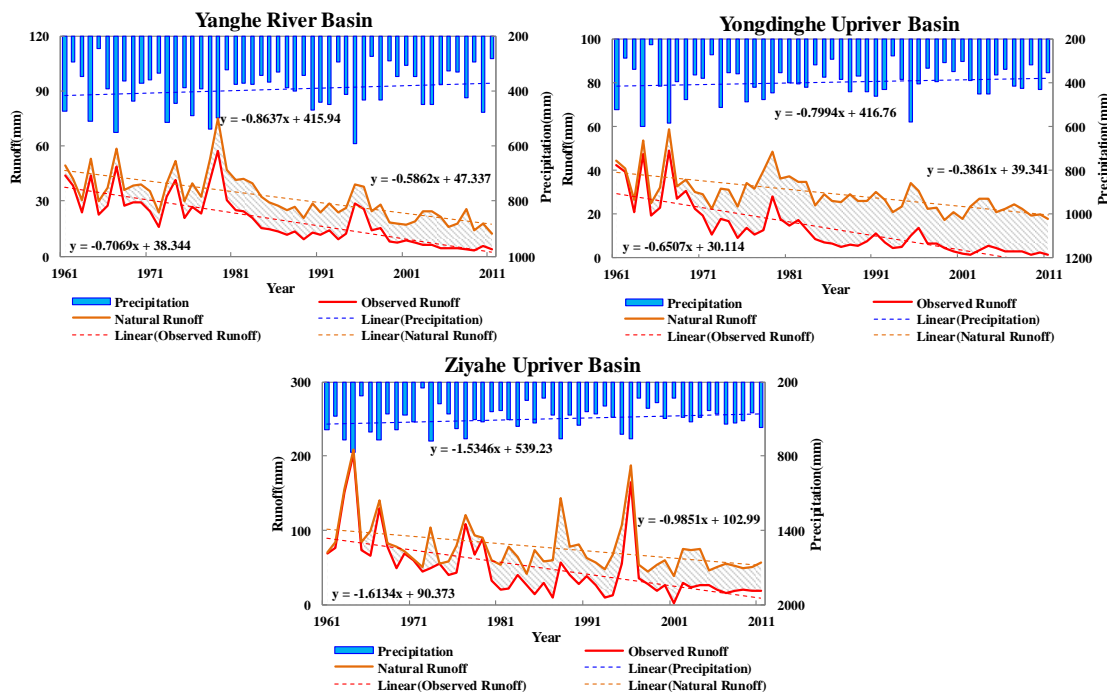 Yanghe River Basin
120
90
60
30
0
Runoff(mm)
200
400
600
800
1000
Precipitation(mm)
y = -0.8637x + 415.94
y = -0.5862x + 47.337
y = -0.7069x + 38.344
1961 1971 1981 1991 2001 2011
Year
Precipitation Observed Runoff
Natural Runoff Linear(Precipitation)
Linear(Observed Runoff) Linear(Natural Runoff)
Yongdinghe Upriver Basin
100
80
60
40
20
0
Runoff(mm)
200
400
600
800
1000
1200
Precipitation(mm)
y = -0.7994x + 416.76
y = -0.3861x + 39.341
y = -0.6507x + 30.114
1961 1971 1981 1991 2001 2011
Year
Precipitation Observed Runoff
Natural Runoff Linear(Precipitation)
Linear(Observed Runoff) Linear(Natural Runoff)
Ziyahe Upriver Basin
300
200
100
0
Runoff(mm)
200
800
1400
2000
Precipitation(mm)
y = -1.5346x + 539.23
y = -0.9851x + 102.99
y = -1.6134x + 90.373
1961 1971 1981 1991 2001 2011
Year
Precipitation Observed Runoff
Natural Runoff Linear(Precipitation)
Linear(Observed Runoff) Linear(Natural Runoff)